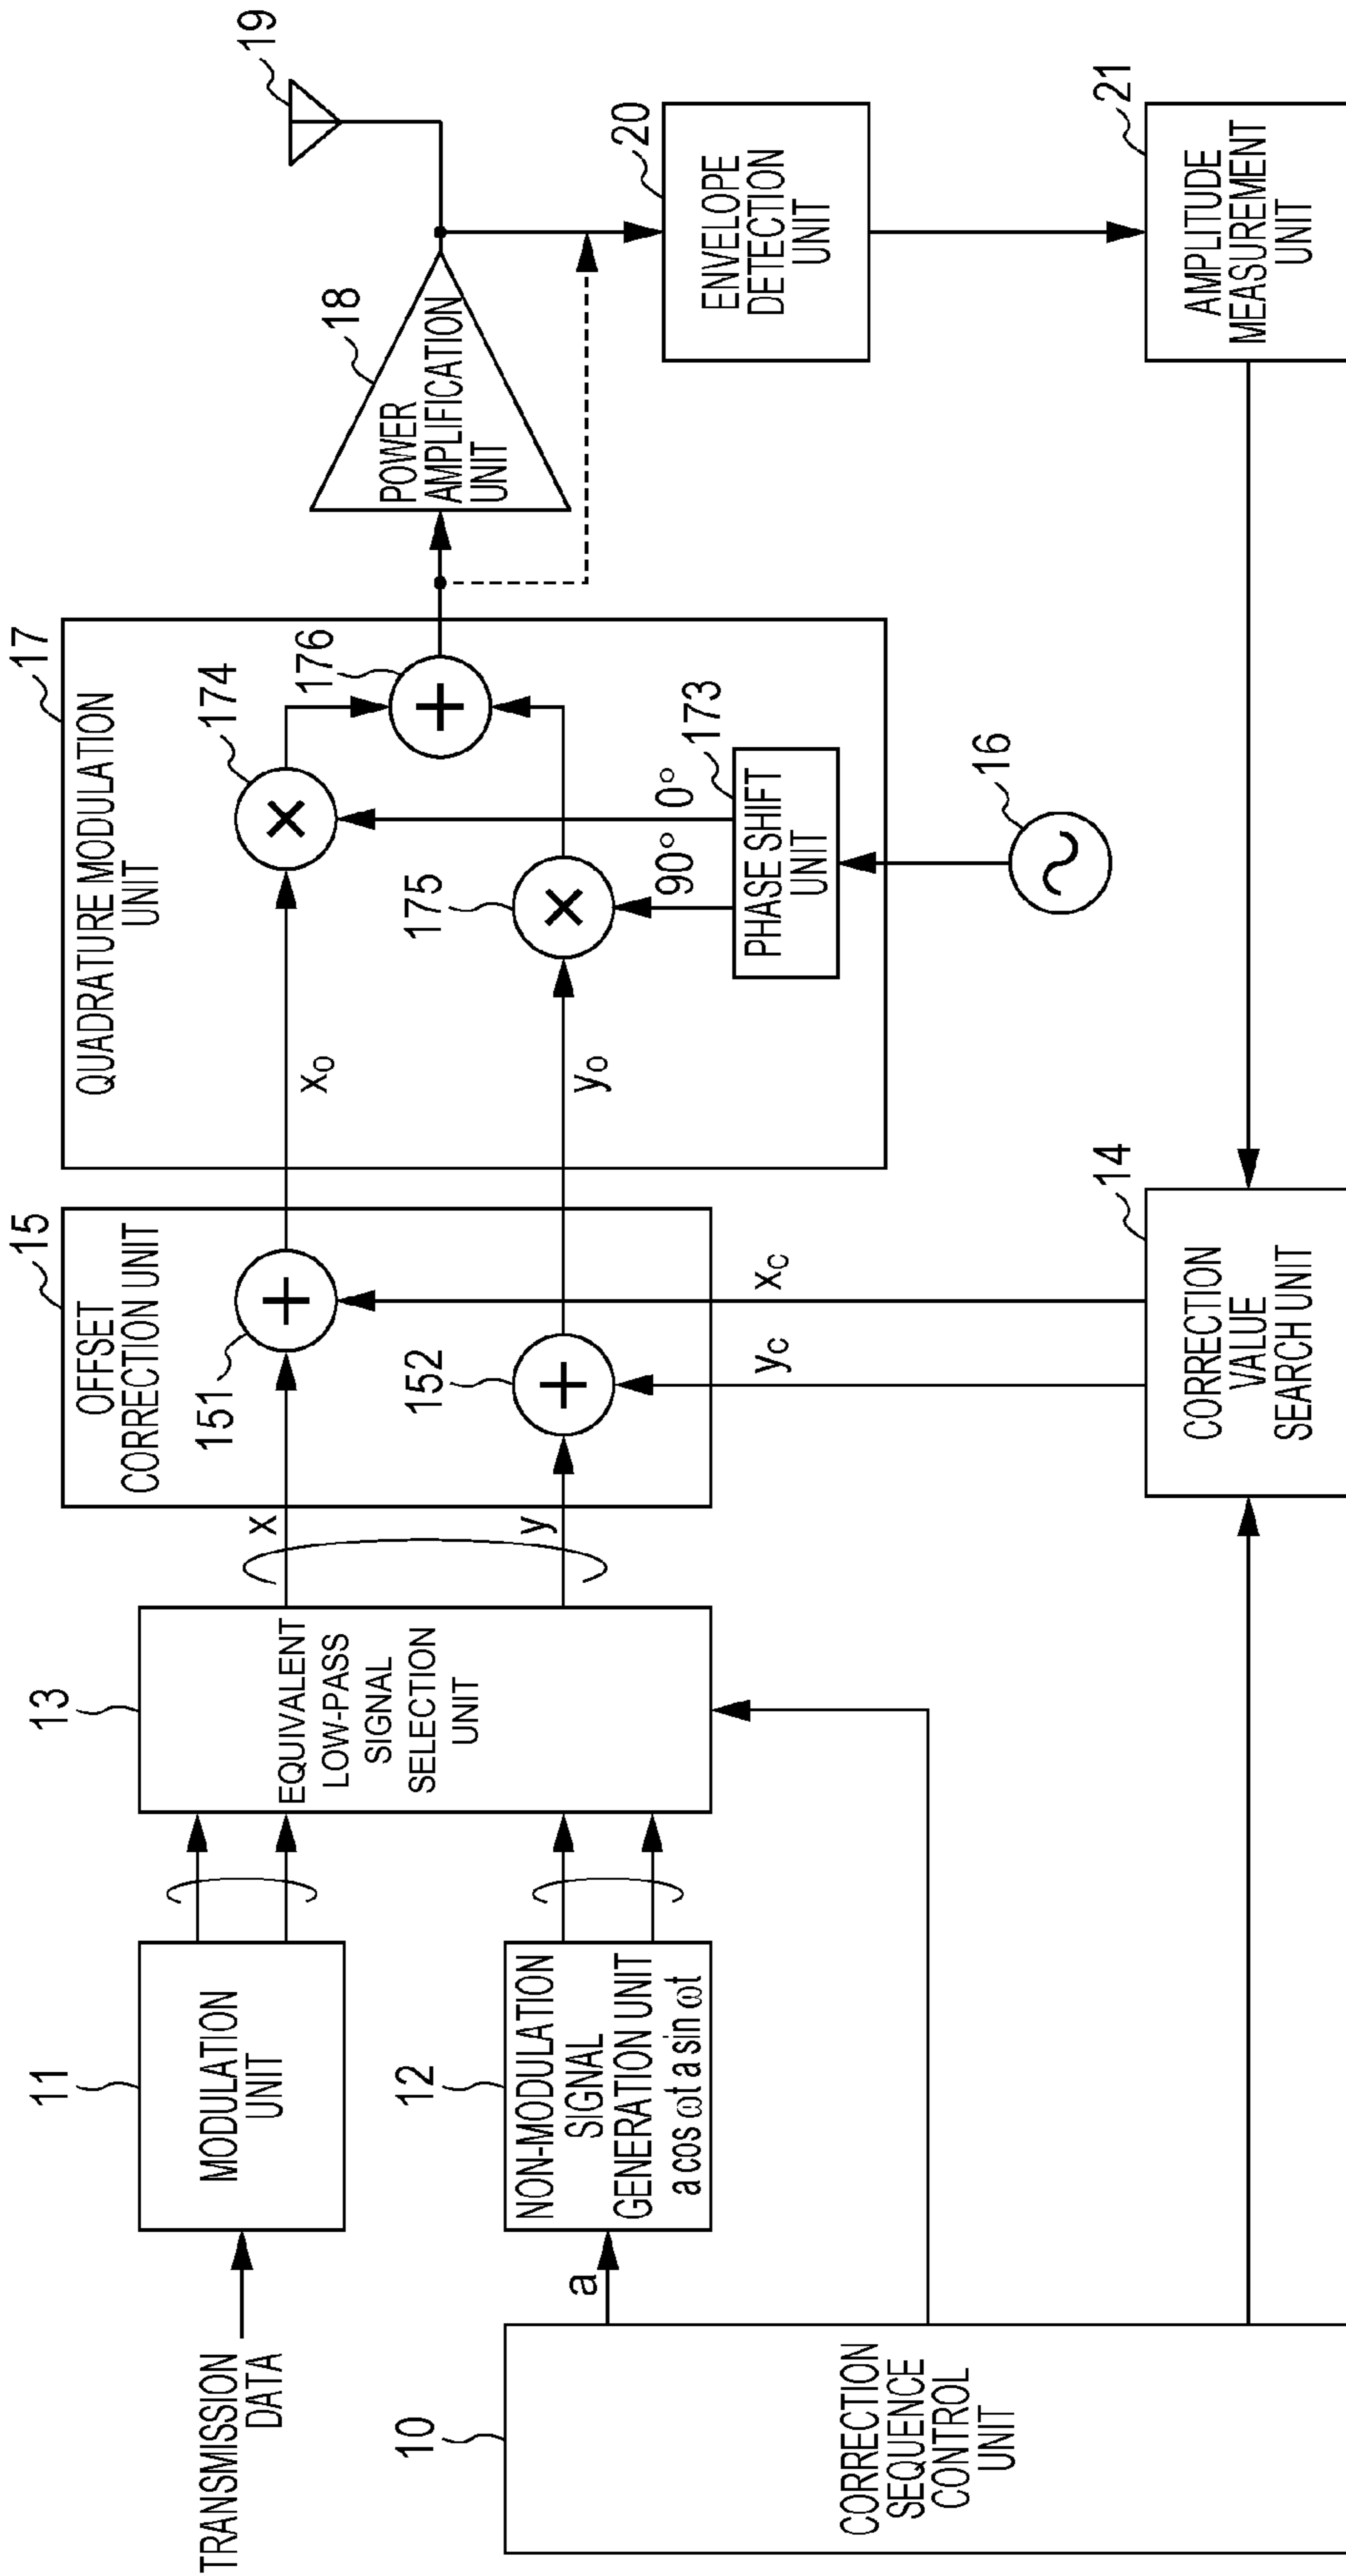 TRANSMISSION
DATA
11
MODULATION
UNIT
10
CORRECTION
SEQUENCE
CONTROL
UNIT
a
12
NON-MODULATION
SIGNAL
GENERATION UNIT
a cos ωt a sin ωt
13
EQUIVALENT
LOW-PASS
SIGNAL
SELECTION
UNIT
x
y
15
OFFSET
CORRECTION UNIT
151
152
yc
xc
14
CORRECTION
VALUE
SEARCH UNIT
17
QUADRATURE MODULATION
UNIT
xo
yo
174
175
176
90°
0°
173
PHASE SHIFT
UNIT
16
18
POWER
AMPLIFICATION
UNIT
19
20
ENVELOPE
DETECTION
UNIT
21
AMPLITUDE
MEASUREMENT
UNIT